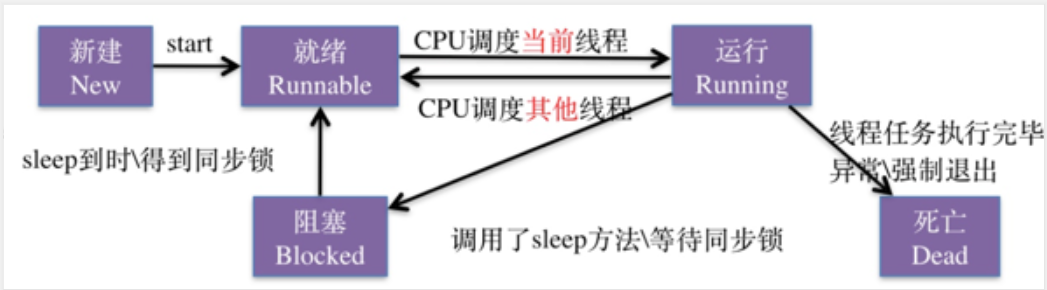 新建
New
start
就绪
Runnable
CPU调度当前线程
CPU调度其他线程
运行
Running
线程任务执行完毕
异常\强制退出
sleep到时\得到同步锁
阻塞
Blocked
调用了sleep方法\等待同步锁
死亡
Dead